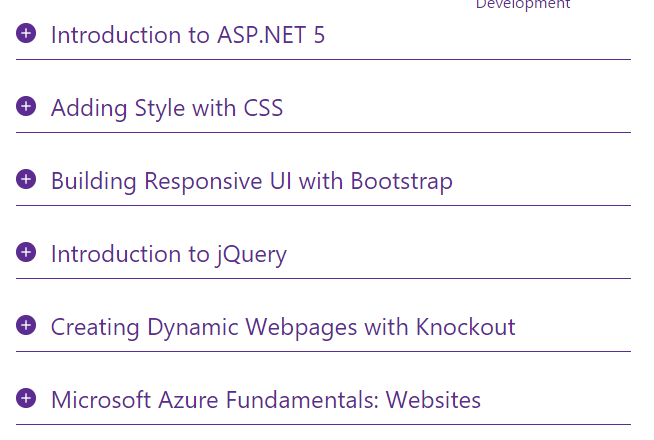 Development
Introduction to ASP.NET 5
Adding Style with CSS
Building Responsive UI with Bootstrap
Introduction to jQuery
Creating Dynamic Webpages with Knockout
Microsoft Azure Fundamentals: Websites